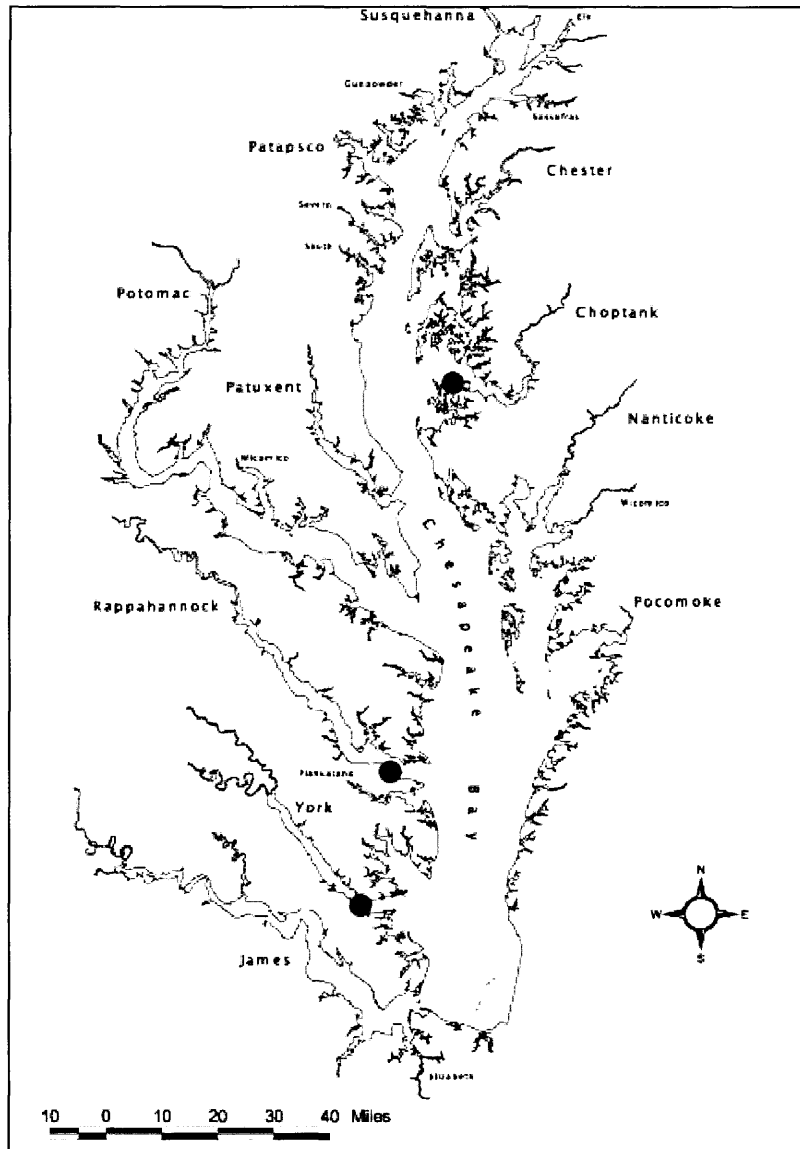 Susquehanna
Elk
Gunpowder
Sassafras
Patapsco
Chester
Severn
South
Potomac
Choptank
Patuxent
Nanticoke
Wicomico
Wicomico
Chesapeake Bay
Rappahannock
Pocomoke
Piankatank
York
N
W E
S
James
Elizabeth
10 0 10 20 30 40 Miles